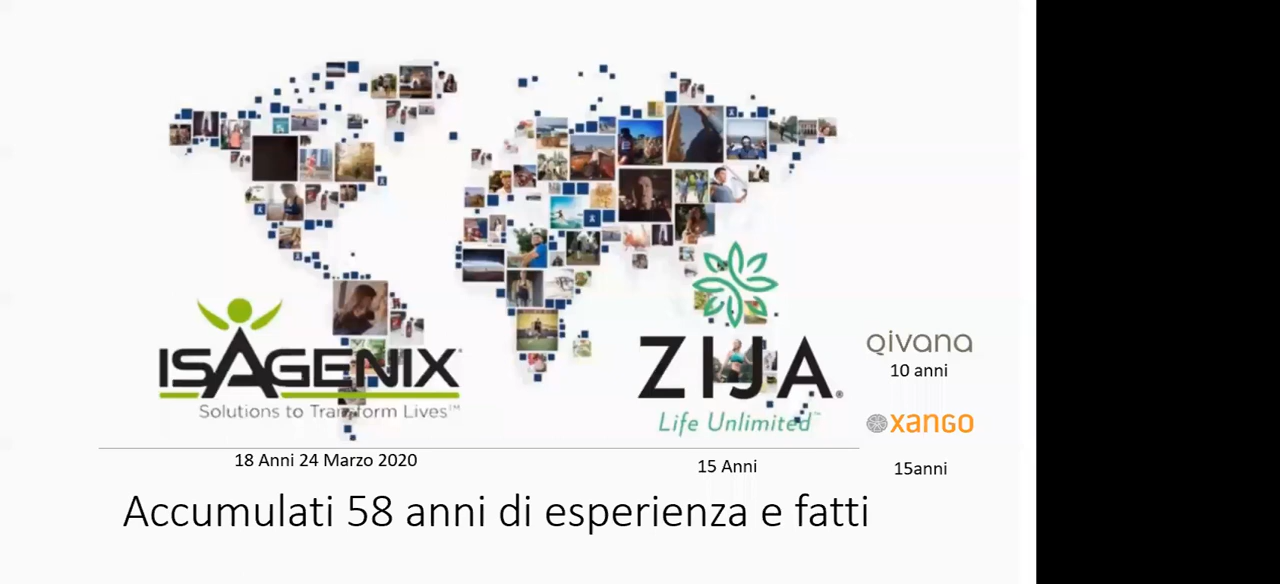 ISAGENIX
Solutions to Transform Lives™
ZIJA®
Life Unlimited™
qivana
10 anni
xango
18 Anni 24 Marzo 2020
15 Anni
15anni
Accumulati 58 anni di esperienza e fatti